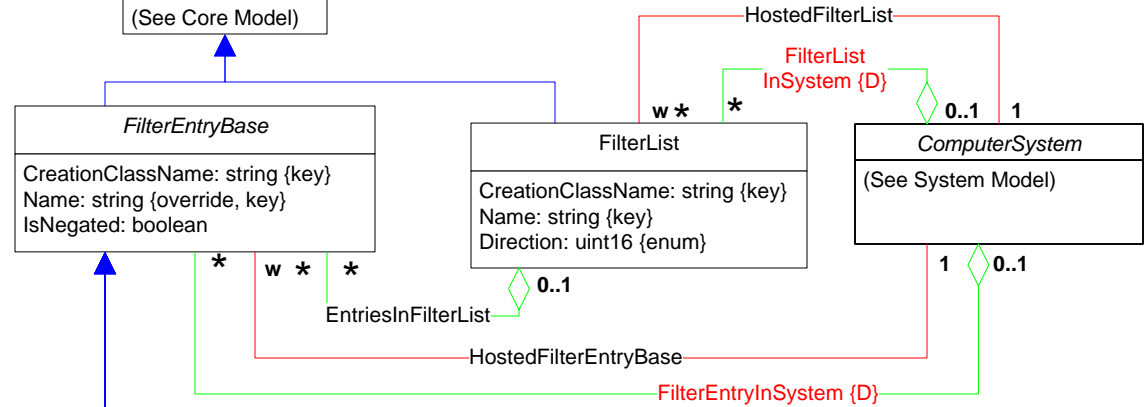 (See Core Model)
HostedFilterList
FilterList
InSystem {D}
w * * 0..1 1
FilterEntryBase
CreationClassName: string {key}
Name: string {override, key}
IsNegated: boolean
FilterList
CreationClassName: string {key}
Name: string {key}
Direction: uint16 {enum}
ComputerSystem
(See System Model)
* w * * 0..1 1 0..1
EntriesInFilterList
HostedFilterEntryBase
FilterEntryInSystem {D}